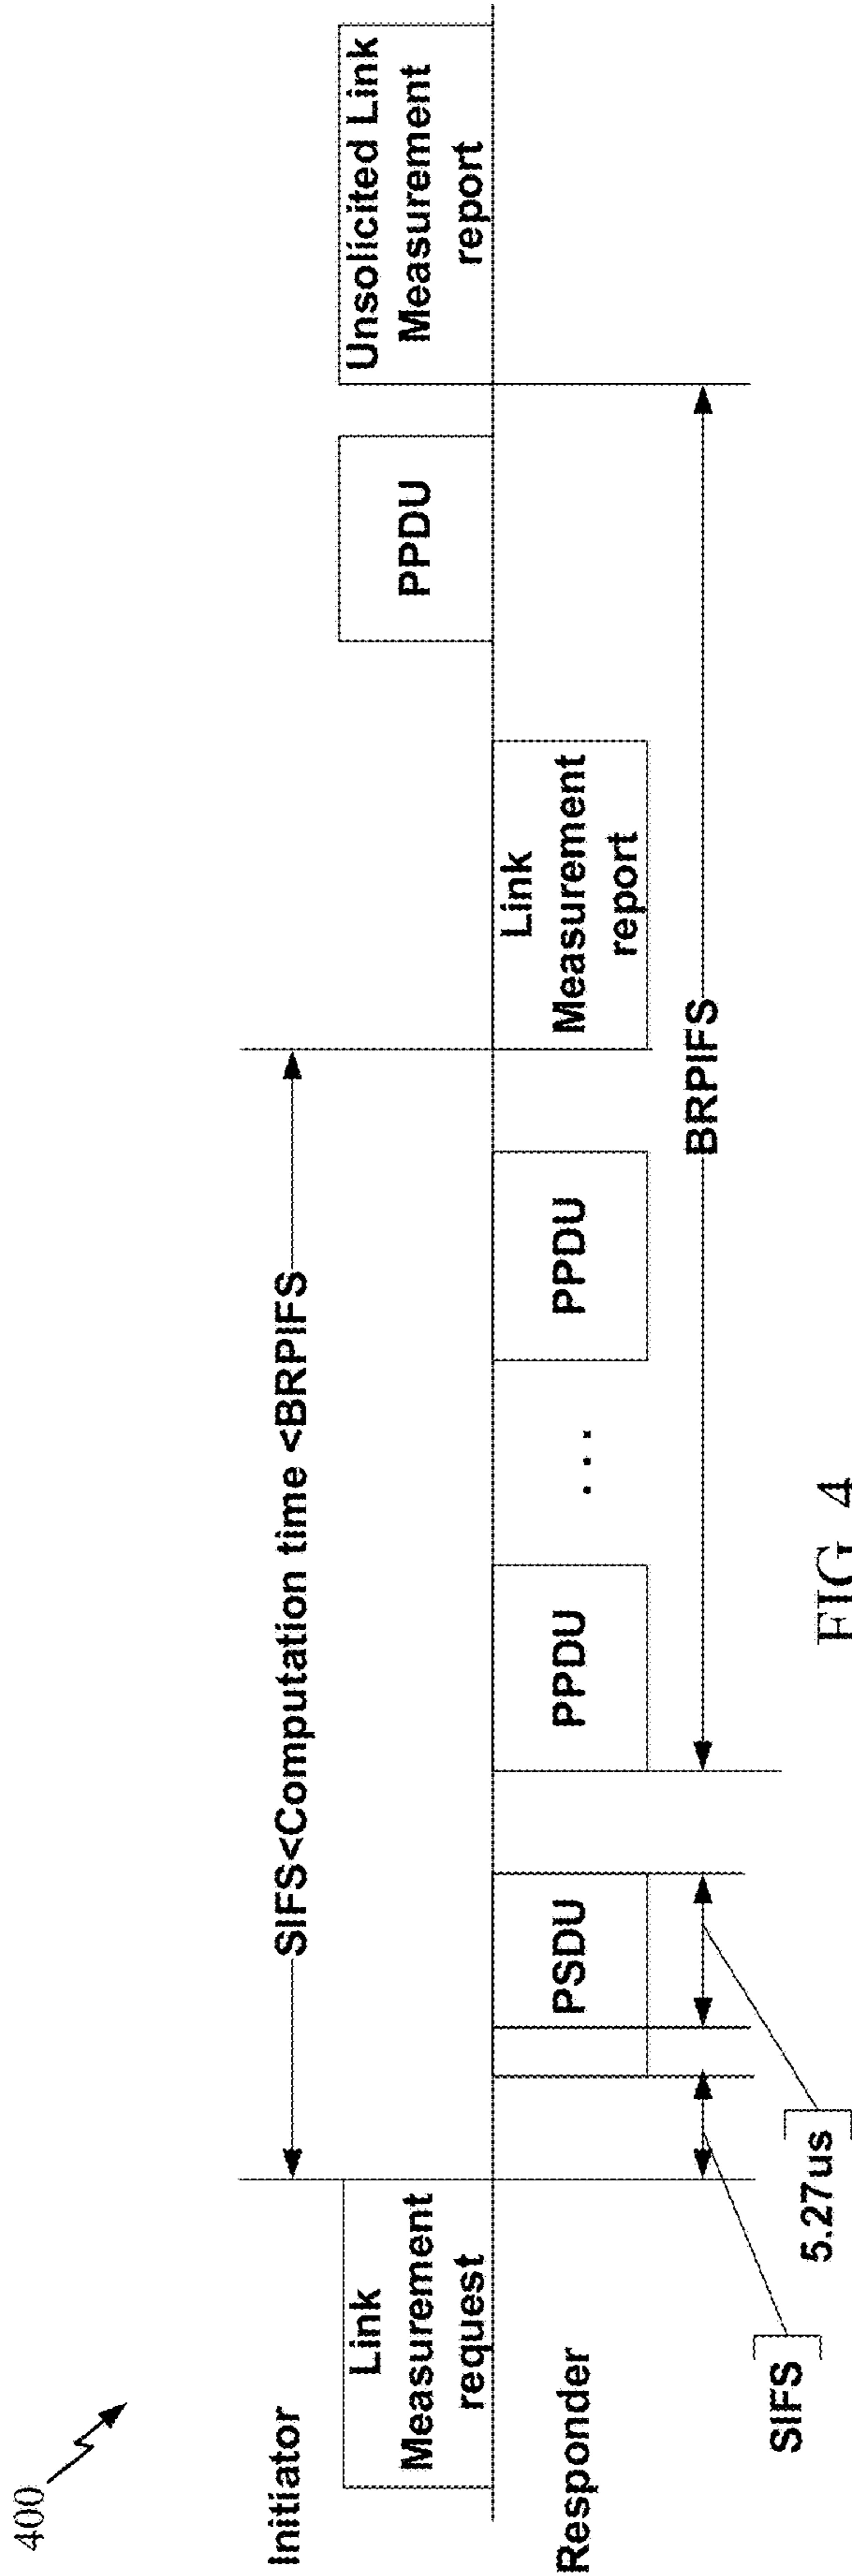 400
Initiator
Link
Measurement
request
SIFS<Computation time <BRPIFS
PPDU
Unsolicited Link
Measurement
report
Responder
PSDU
PPDU
. . .
PPDU
Link
Measurement
report
BRPIFS
SIFS
5.27us
FIG. 4